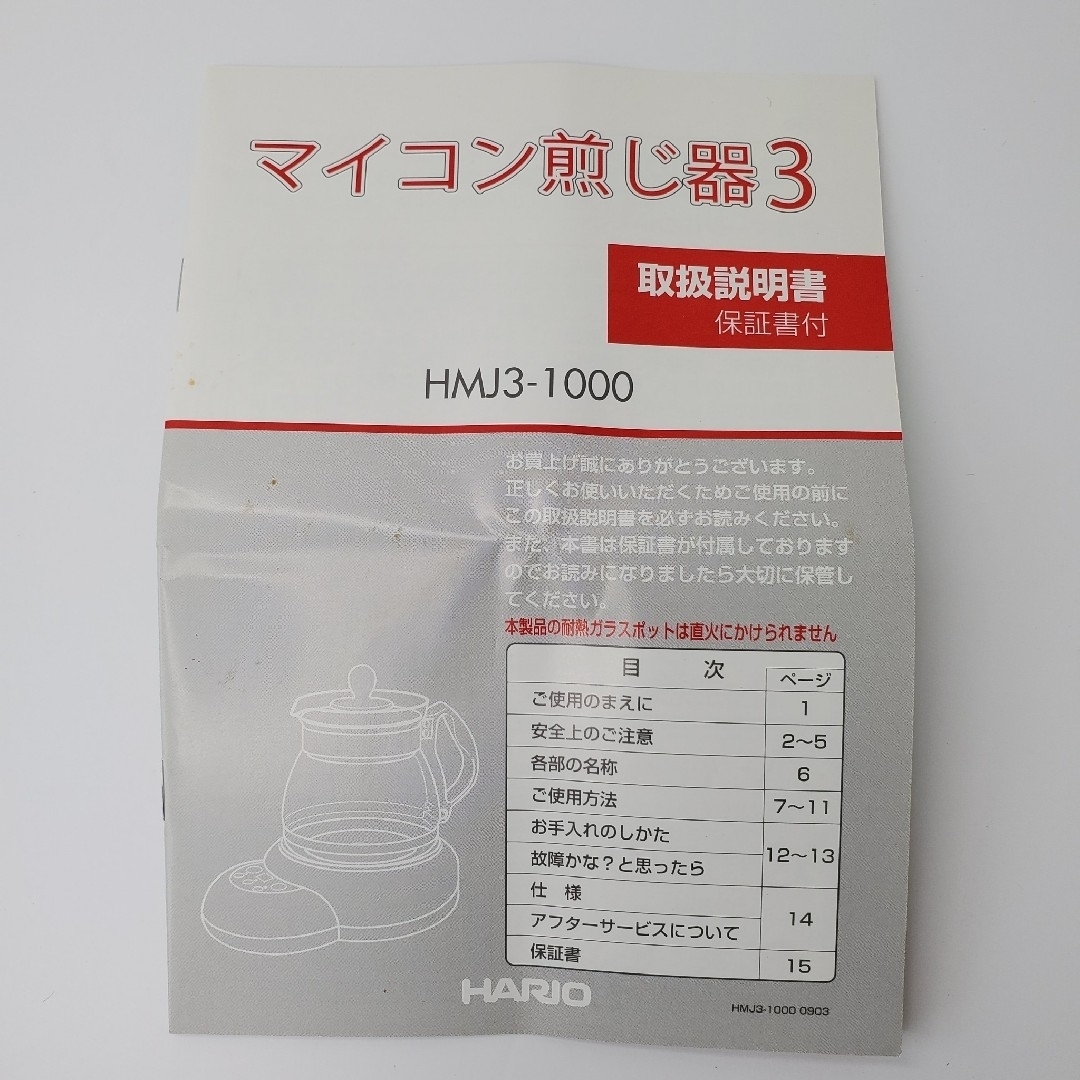 マイコン煎じ器3
取扱説明書
保証書付
HMJ3-1000
お買上げ誠にありがとうございます。
正しくお使いいただくためご使用の前に
この取扱説明書を必ずお読みください。
また、本書は保証書が付属しております
のでお読みになりましたら大切に保管し
てください。
本製品の耐熱ガラスポットは直火にかけられません
目 次 ページ
ご使用のまえに 1
安全上のご注意 2〜5
各部の名称 6
ご使用方法 7〜11
お手入れのしかた
故障かな？と思ったら 12〜13
仕 様
アフターサービスについて 14
保証書 15
HARIO
HMJ3-1000 0903